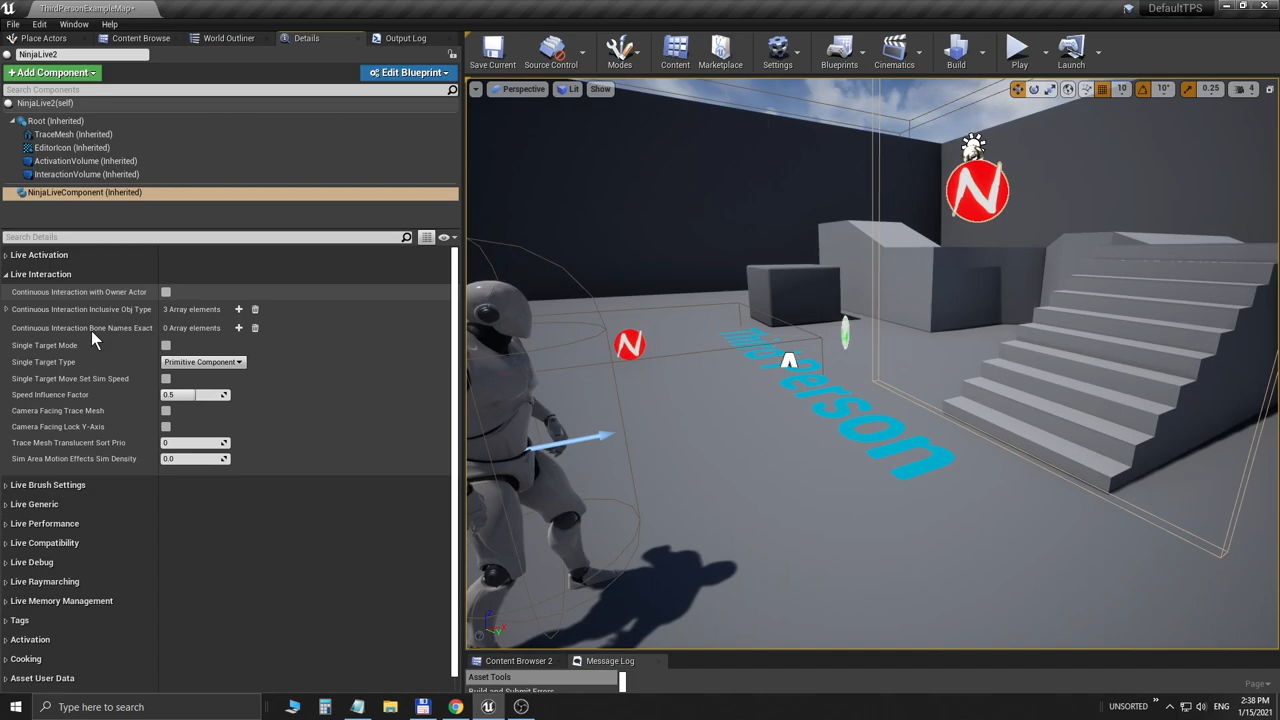 ThirdPersonExampleMap*
DefaultTPS
File Edit Window Help
Place Actors Content Browser World Outliner Details Output Log
NinjaLive2
+ Add Component
Edit Blueprint
Search Components
NinjaLive2(self)
Root (Inherited)
TraceMesh (Inherited)
EditorIcon (Inherited)
ActivationVolume (Inherited)
InteractionVolume (Inherited)
NinjaLiveComponent (Inherited)
Search Details
Live Activation
Live Interaction
Continuous Interaction with Owner Actor
Continuous Interaction Inclusive Obj Type 3 Array elements
Continuous Interaction Bone Names Exact 0 Array elements
Single Target Mode
Single Target Type Primitive Component
Single Target Move Set Sim Speed
Speed Influence Factor 0.5
Camera Facing Trace Mesh
Camera Facing Lock Y-Axis
Trace Mesh Translucent Sort Prio 0
Sim Area Motion Effects Sim Density 0.0
Live Brush Settings
Live Generic
Live Performance
Live Compatibility
Live Debug
Live Raymarching
Live Memory Management
Tags
Activation
Cooking
Asset User Data
Save Current Source Control Modes Content Marketplace Settings Blueprints Cinematics Build Play Launch
Perspective Lit Show
10 10° 0.25 4
N
N
ThirdPerson
Z
X
Y
Content Browser 2 Message Log
Asset Tools
Build and Submit Errors
Page
Type here to search
UNSORTED
ENG
2:38 PM
1/15/2021